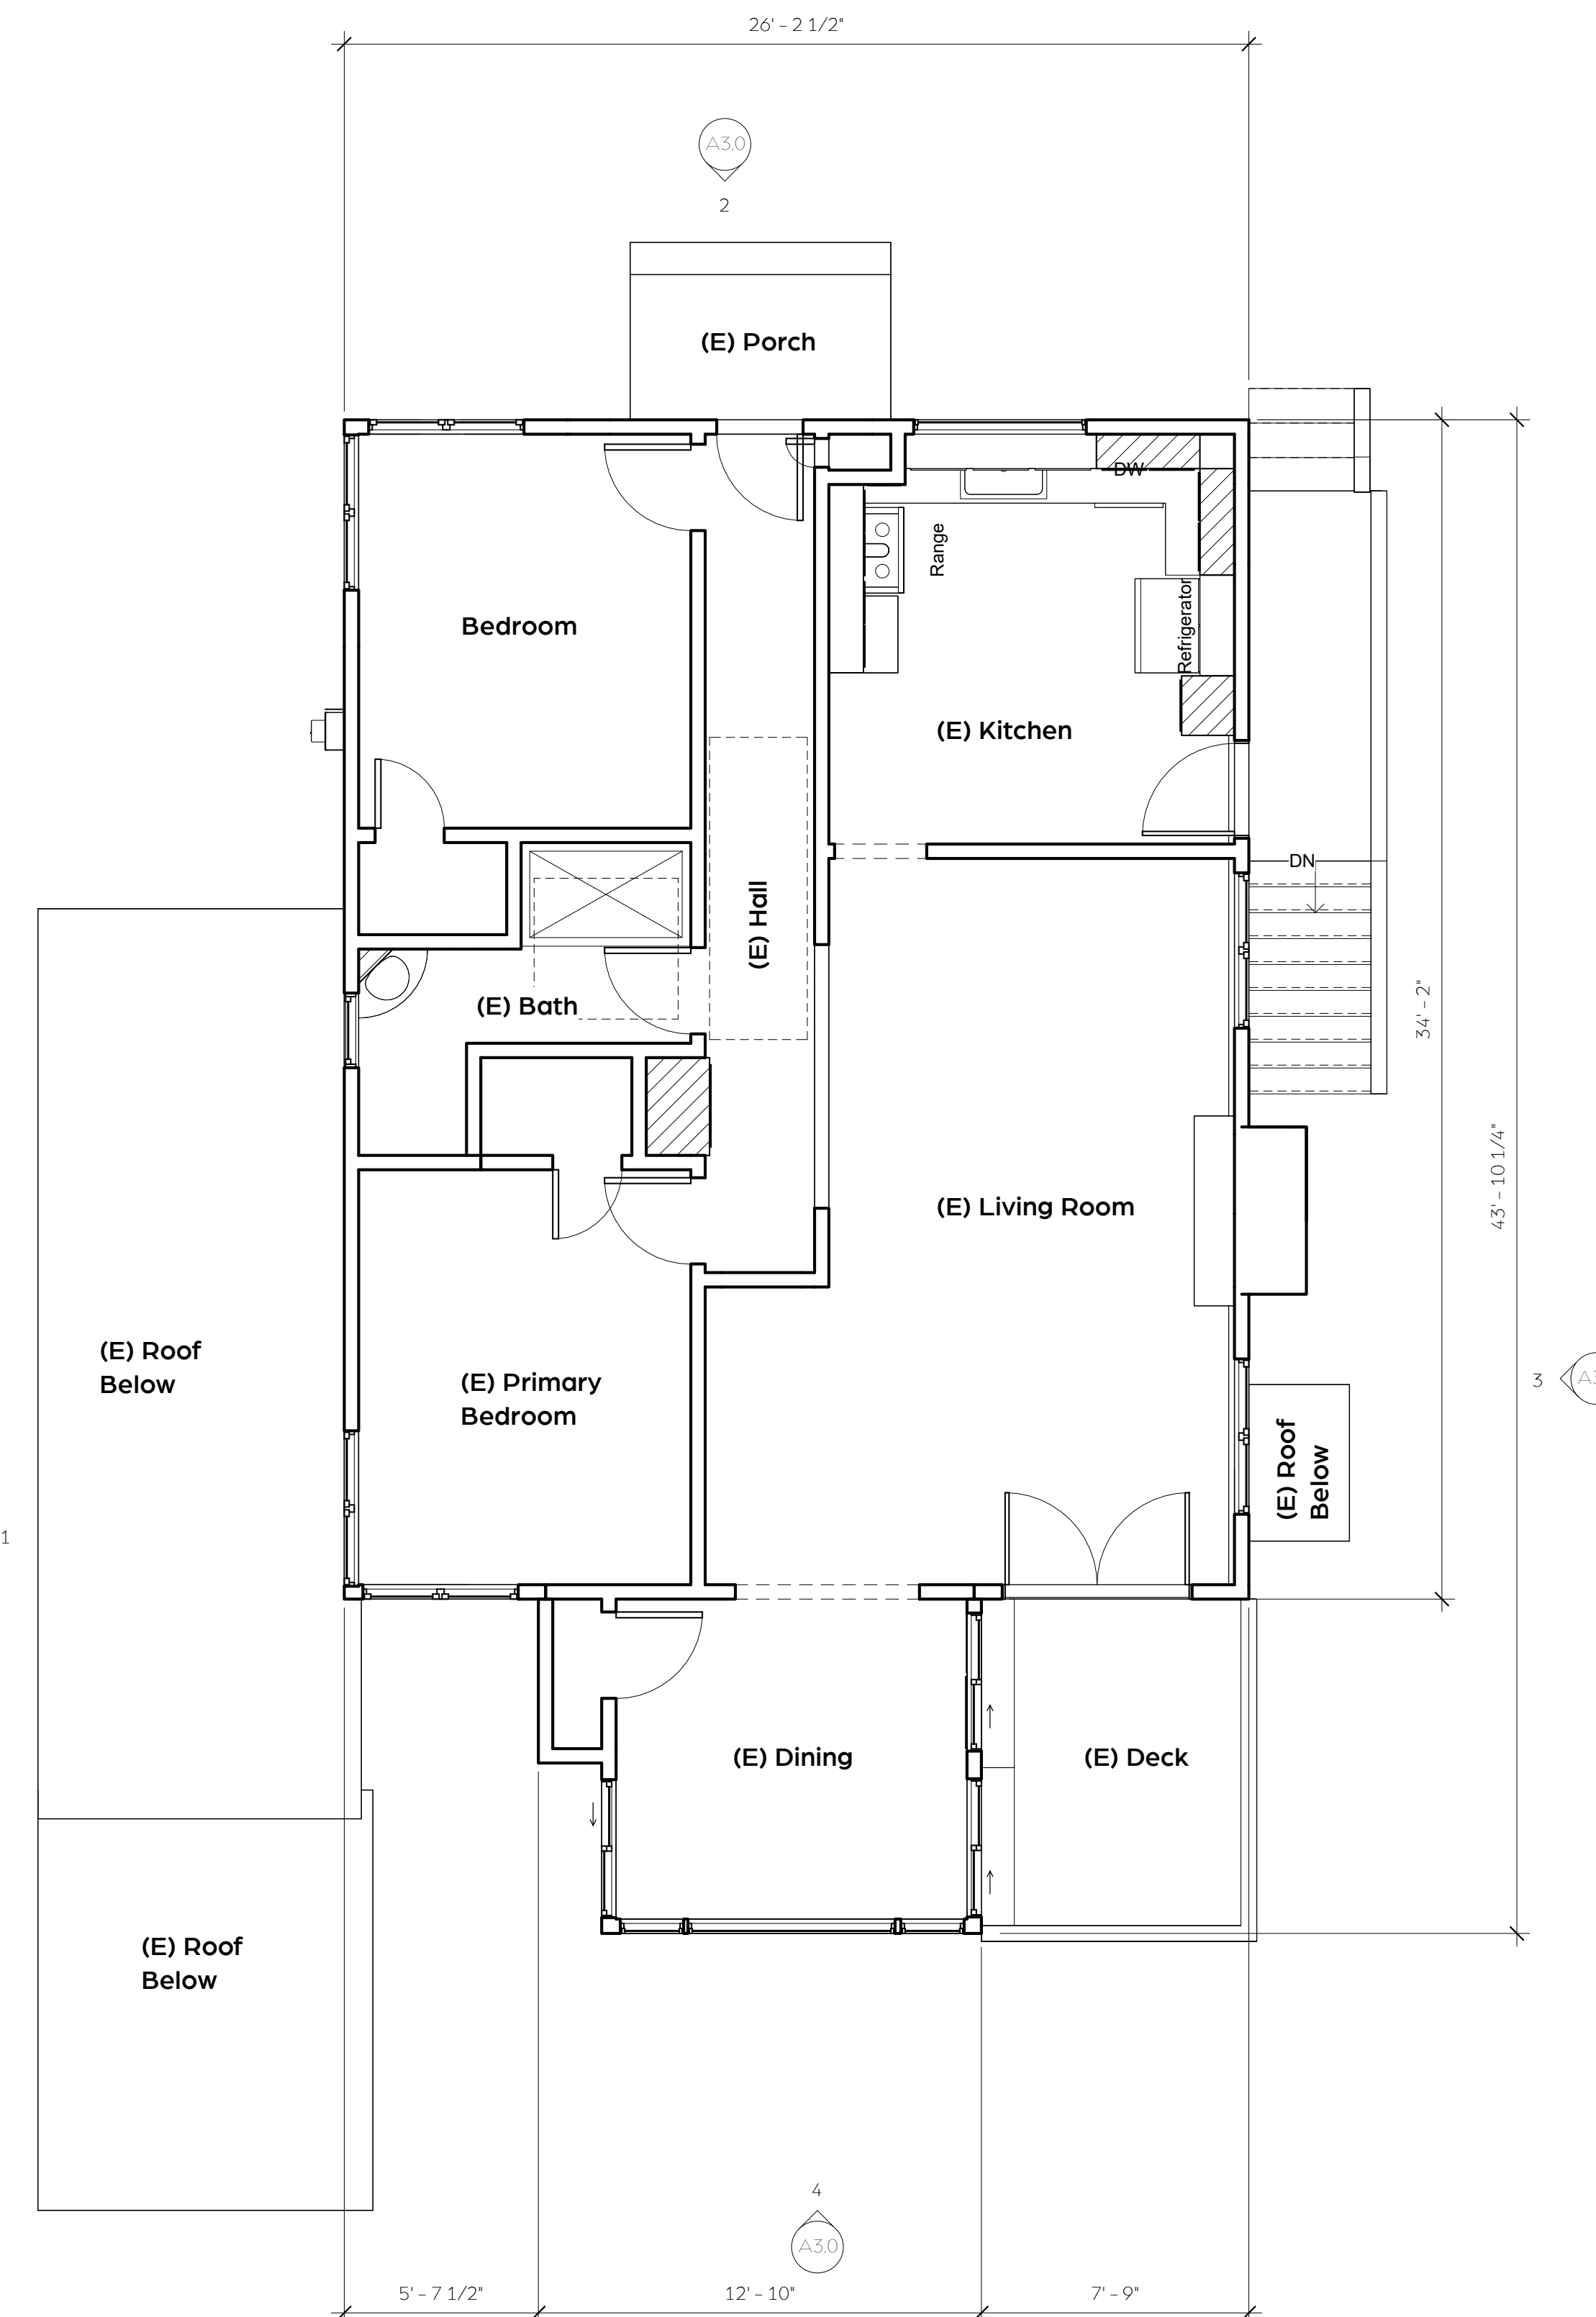 26' - 2 1/2"
A3.0
2
(E) Porch
DW
Range
Refrigerator
Bedroom
(E) Kitchen
DN
(E) Hall
(E) Bath
34' - 2"
43' - 10 1/4"
(E) Living Room
(E) Roof
Below
(E) Primary
Bedroom
3
(E) Roof
Below
1
(E) Dining
(E) Deck
(E) Roof
Below
4
A3.0
5' - 7 1/2"
12' - 10"
7' - 9"